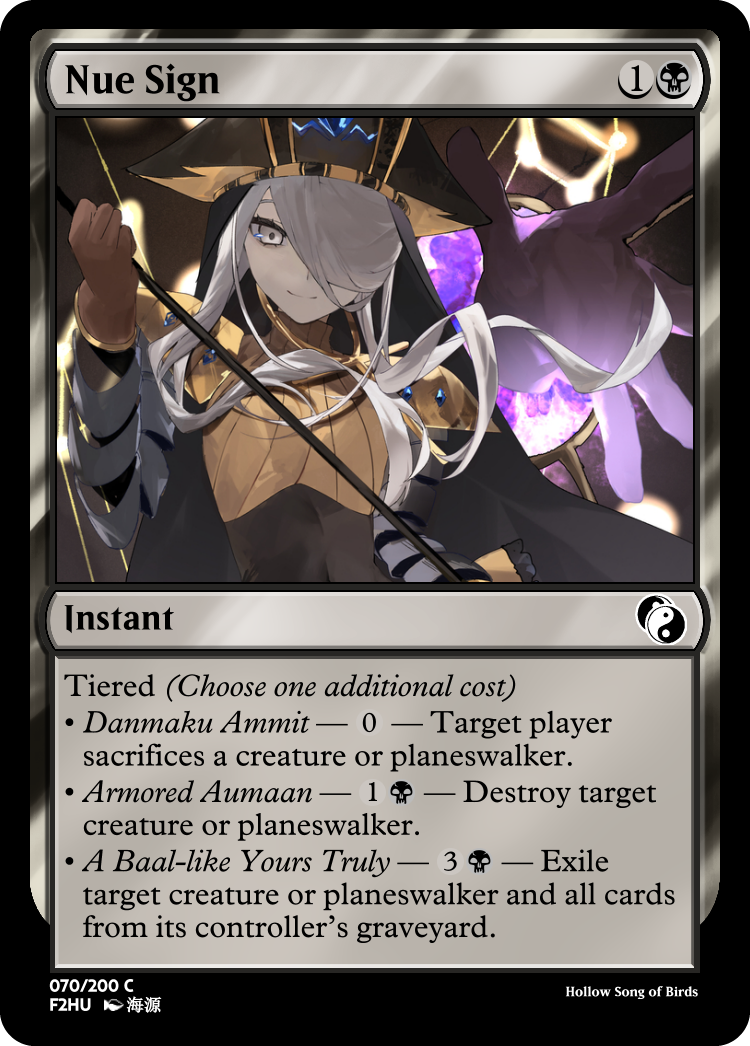 Nue Sign 1
Instant
Tiered (Choose one additional cost)
• Danmaku Ammit — 0 — Target player
sacrifices a creature or planeswalker.
• Armored Aumaan — 1 — Destroy target
creature or planeswalker.
• A Baal-like Yours Truly — 3 — Exile
target creature or planeswalker and all cards
from its controller's graveyard.
070/200 C
F2HU 海源
Hollow Song of Birds